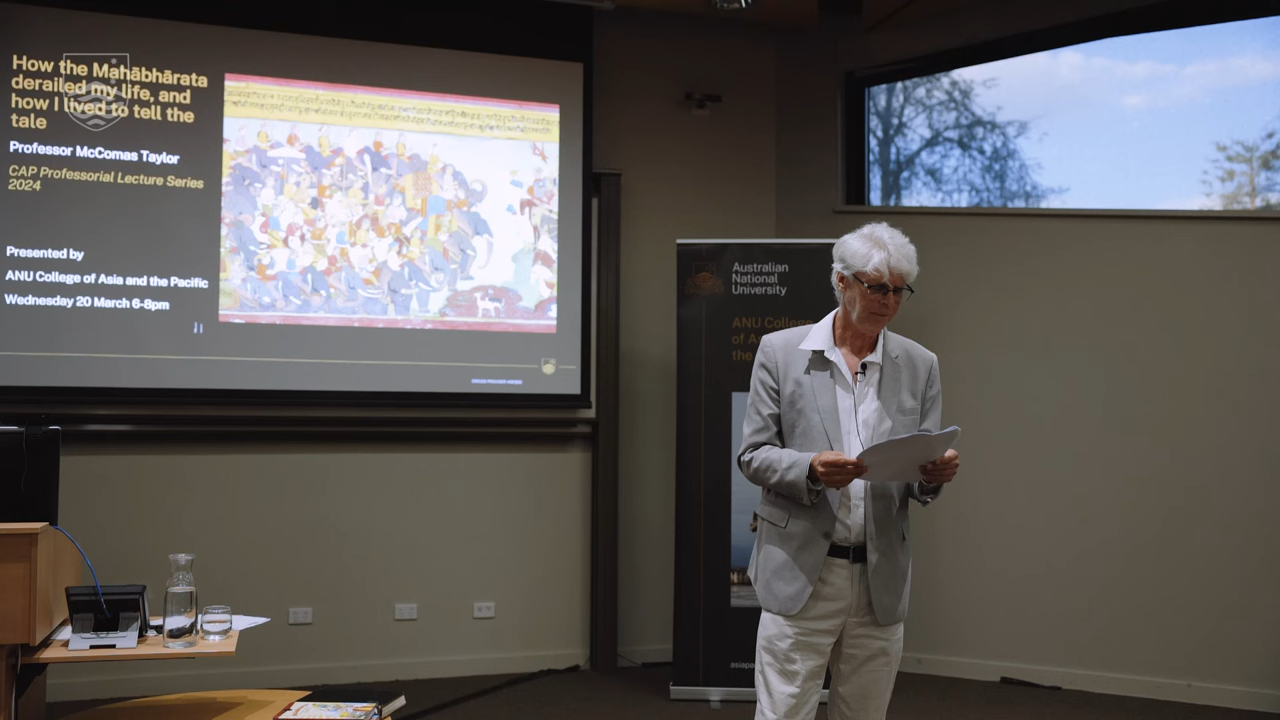 How the Mahābhārata
derailed my life, and
how I lived to tell the
tale
Professor McComas Taylor
CAP Professorial Lecture Series
2024
Presented by
ANU College of Asia and the Pacific
Wednesday 20 March 6-8pm
Australian
National
University
ANU College
of A
the
asiapa